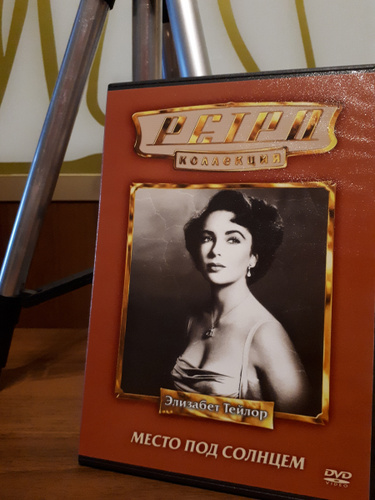 РЕТРО
КОЛЛЕКЦИЯ
Элизабет Тейлор
МЕСТО ПОД СОЛНЦЕМ
DVD
VIDEO